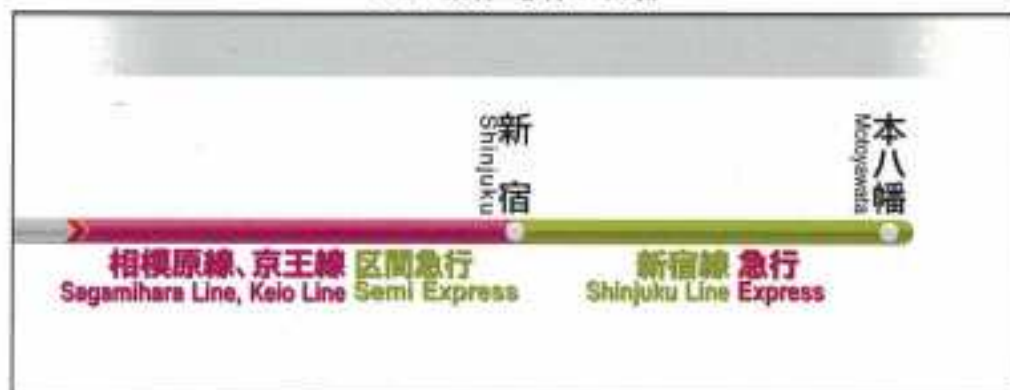 新宿
Shinjuku
本八幡
Motoyawata
相模原線、京王線 区間急行
Sagamihara Line, Keio Line Semi Express
新宿線 急行
Shinjuku Line Express